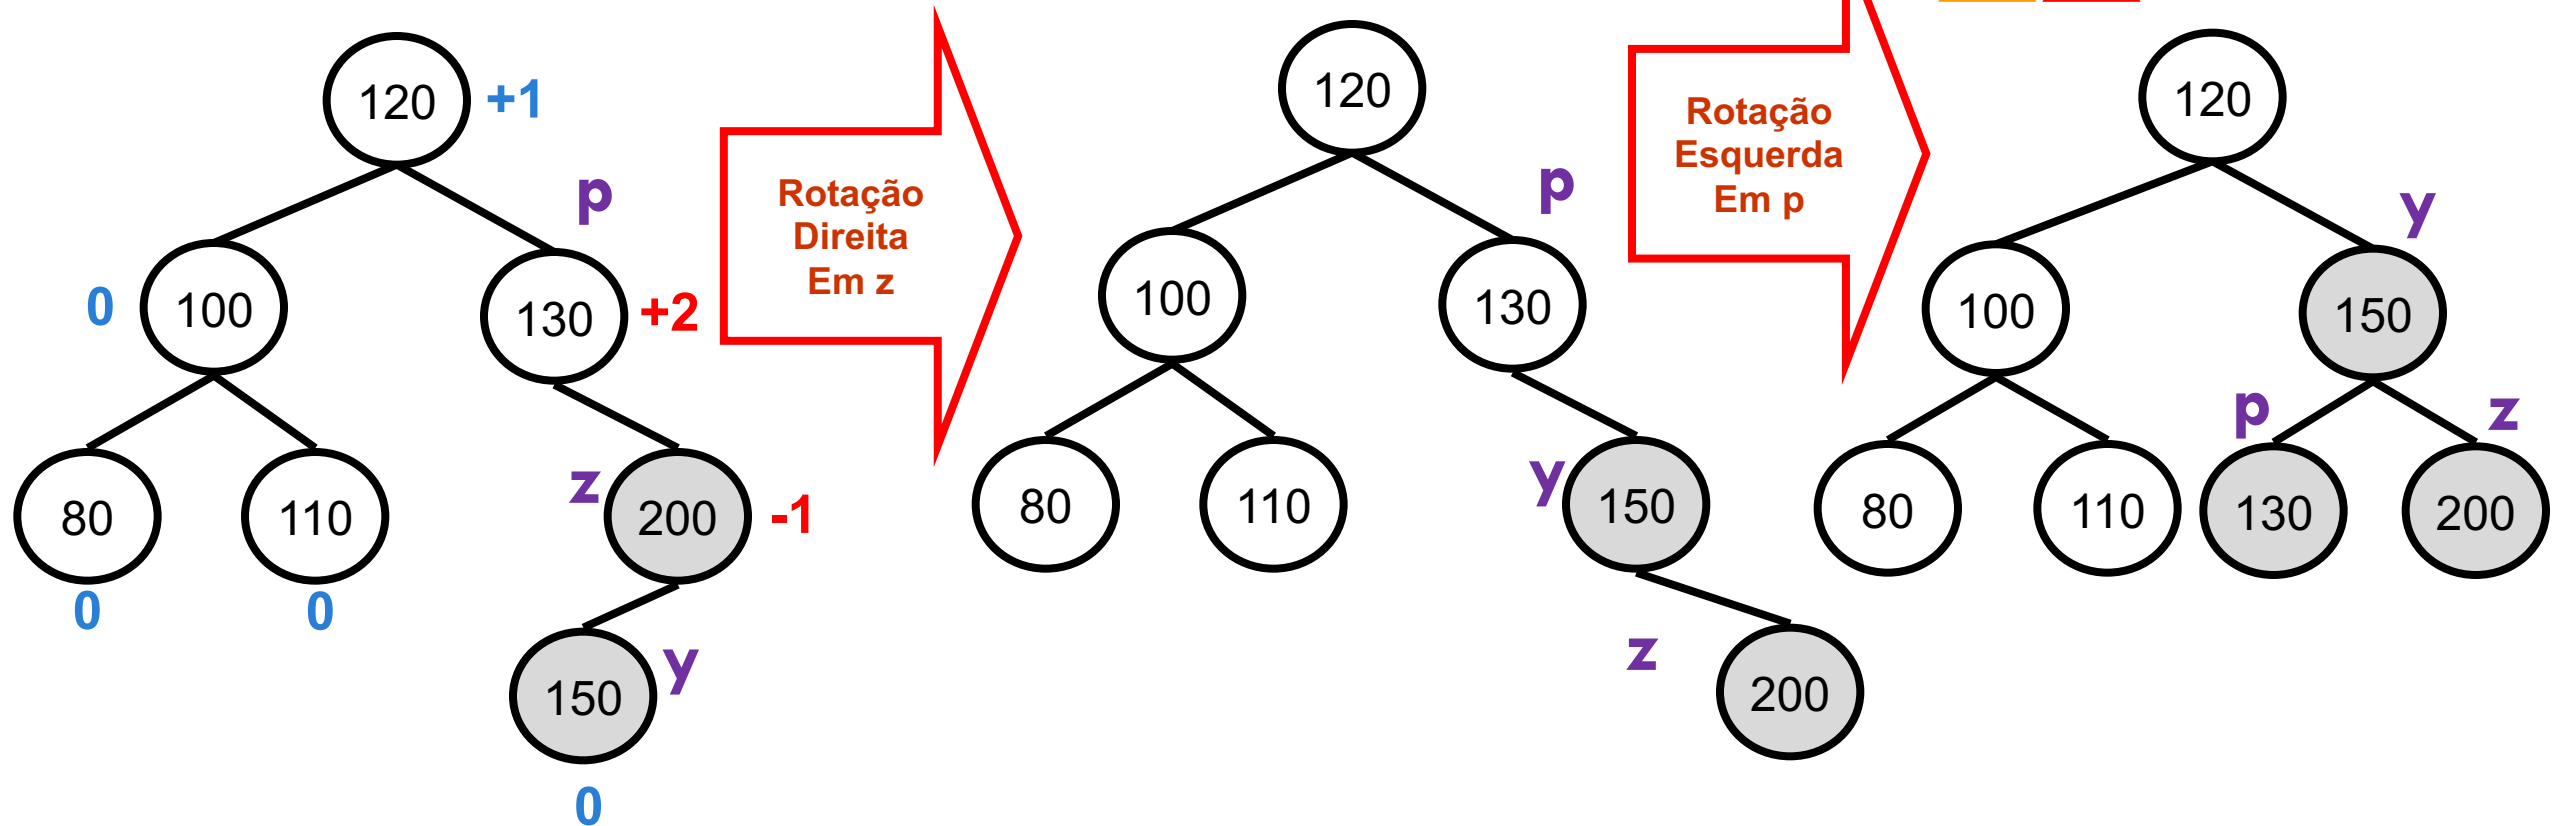 120 +1
p
0 100
130 +2
80
110
z 200 -1
0
0
150 y
0
Rotação
Direita
Em z
120
p
100
130
80
110
y 150
z 200
Rotação
Esquerda
Em p
120
y
100
150
p
z
80
110
130
200